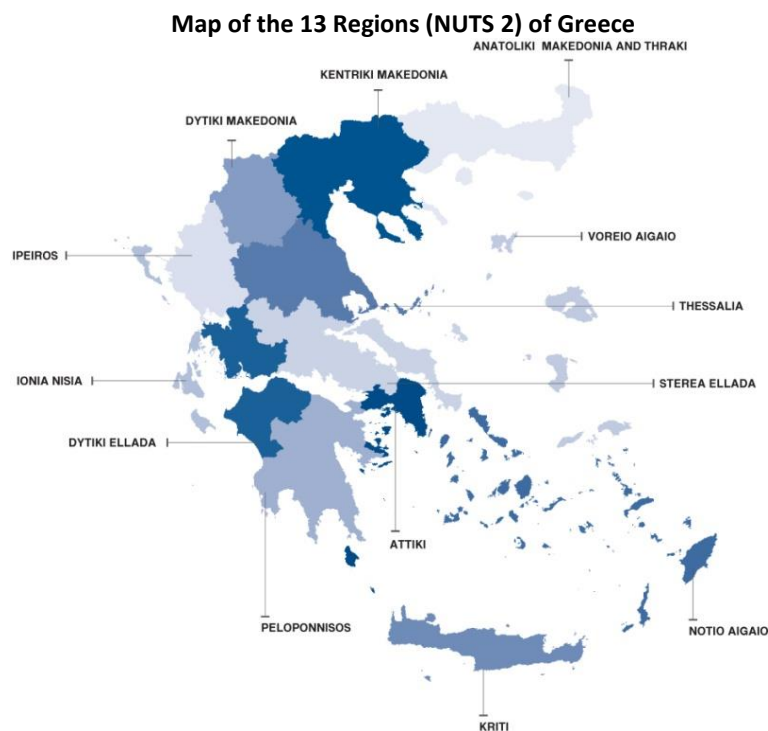 Map of the 13 Regions (NUTS 2) of Greece
ANATOLIKI MAKEDONIA AND THRAKI
KENTRIKI MAKEDONIA
DYTIKI MAKEDONIA
VOREIO AIGAIO
IPEIROS
THESSALIA
IONIA NISIA
STEREA ELLADA
DYTIKI ELLADA
ATTIKI
PELOPONNISOS
NOTIO AIGAIO
KRITI